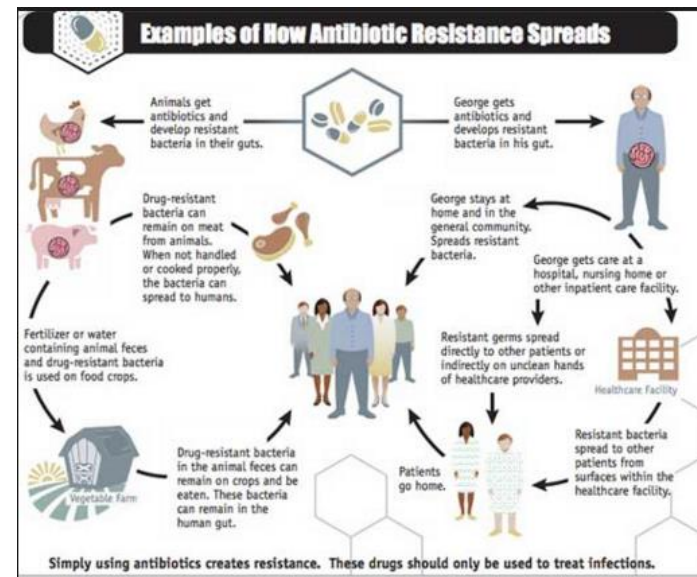 Examples of How Antibiotic Resistance Spreads
Animals get
antibiotics and
develop resistant
bacteria in their guts.
George gets
antibiotics and
develops resistant
bacteria in his gut.
Drug-resistant
bacteria can
remain on meat
from animals.
When not handled
or cooked properly,
the bacteria can
spread to humans.
George stays at
home and in the
general community.
Spreads resistant
bacteria.
George gets care at a
hospital, nursing home or
other inpatient care facility.
Fertilizer or water
containing animal feces
and drug-resistant bacteria
is used on food crops.
Resistant germs spread
directly to other patients or
indirectly on unclean hands
of healthcare providers.
Healthcare Facility
Vegetable Farm
Drug-resistant bacteria
in the animal feces can
remain on crops and be
eaten. These bacteria
can remain in the
human gut.
Patients
go home.
Resistant bacteria
spread to other
patients from
surfaces within the
healthcare facility.
Simply using antibiotics creates resistance. These drugs should only be used to treat infections.